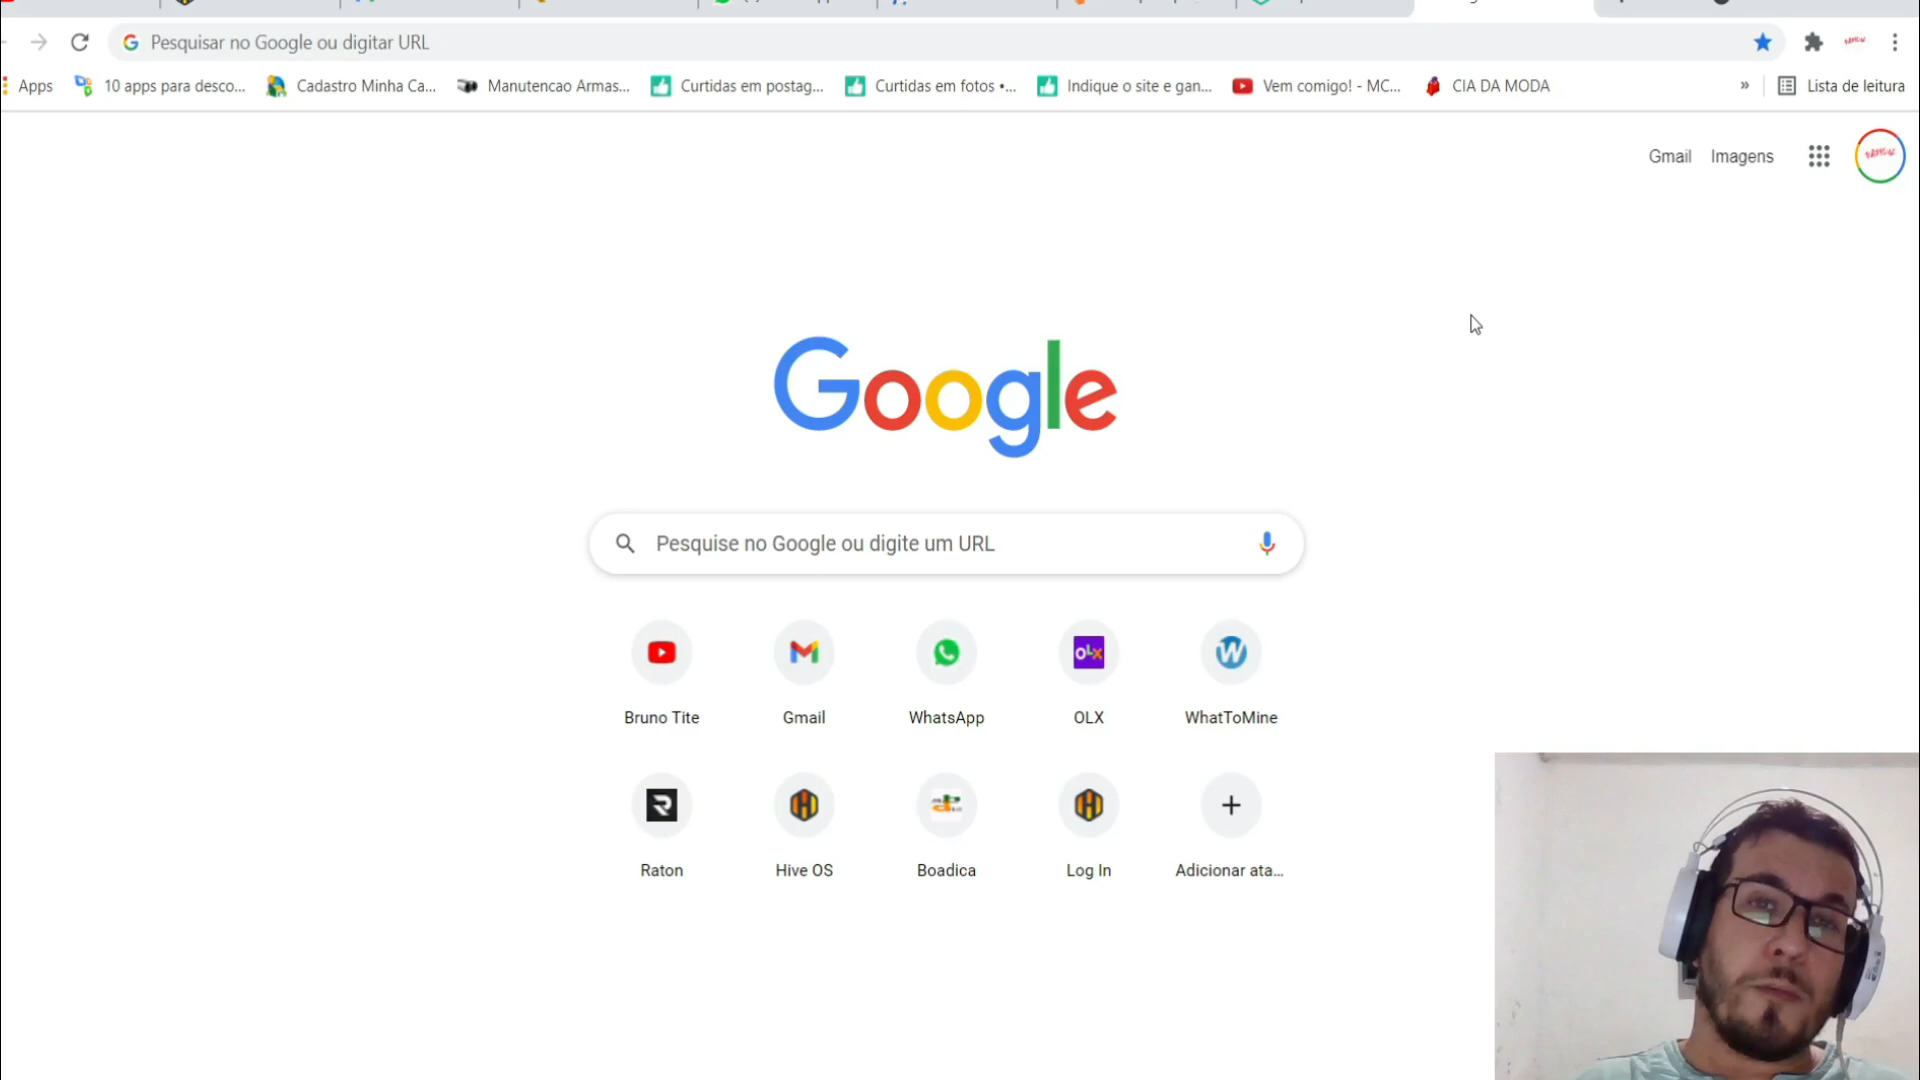 Pesquisar no Google ou digitar URL
Apps
10 apps para desco...
Cadastro Minha Ca...
Manutencao Armas...
Curtidas em postag...
Curtidas em fotos •...
Indique o site e gan...
Vem comigo! - MC...
CIA DA MODA
»
Lista de leitura
Gmail
Imagens
Google
Pesquise no Google ou digite um URL
Bruno Tite
Gmail
WhatsApp
OLX
WhatToMine
Raton
Hive OS
Boadica
Log In
Adicionar ata...